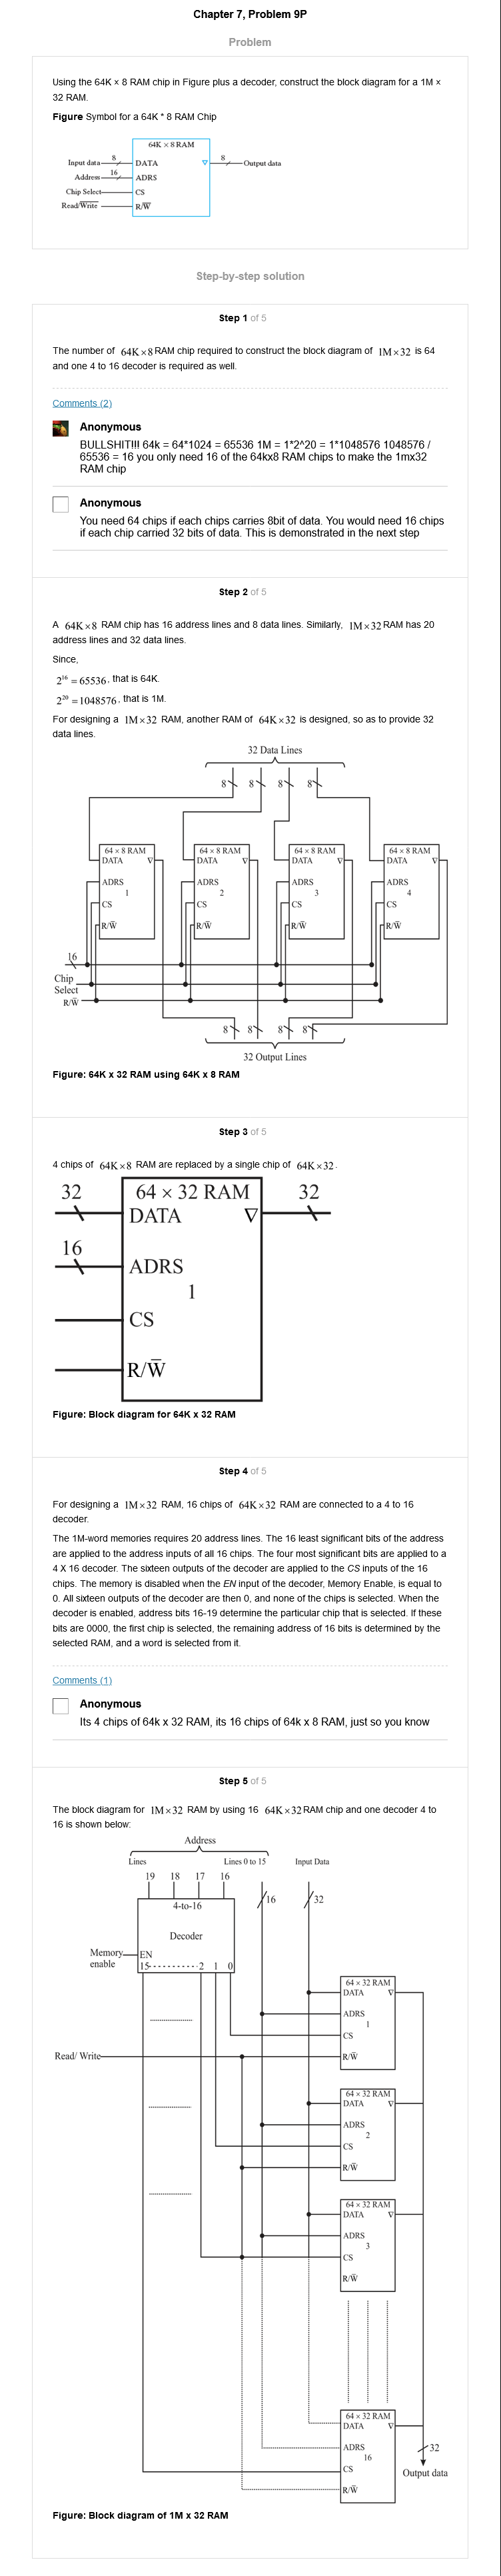 Chapter 7, Problem 9P
Problem
Using the 64K × 8 RAM chip in Figure plus a decoder, construct the block diagram for a 1M ×
32 RAM.
Figure Symbol for a 64K * 8 RAM Chip
64K × 8 RAM
Input data 8 DATA 8 Output data
Address 16 ADRS
Chip Select CS
Read/Write R/W
Step-by-step solution
Step 1 of 5
The number of 64K×8 RAM chip required to construct the block diagram of 1M×32 is 64
and one 4 to 16 decoder is required as well.
Comments (2)
Anonymous
BULLSHIT!!! 64k = 64*1024 = 65536 1M = 1*2^20 = 1*1048576 1048576 /
65536 = 16 you only need 16 of the 64kx8 RAM chips to make the 1mx32
RAM chip
Anonymous
You need 64 chips if each chips carries 8bit of data. You would need 16 chips
if each chip carried 32 bits of data. This is demonstrated in the next step
Step 2 of 5
A 64K×8 RAM chip has 16 address lines and 8 data lines. Similarly, 1M×32 RAM has 20
address lines and 32 data lines.
Since,
2¹⁶ = 65536, that is 64K.
2²⁰ = 1048576, that is 1M.
For designing a 1M×32 RAM, another RAM of 64K×32 is designed, so as to provide 32
data lines.
32 Data Lines
8 8 8 8
64 × 8 RAM 64 × 8 RAM 64 × 8 RAM 64 × 8 RAM
DATA DATA DATA DATA
ADRS ADRS ADRS ADRS
1 2 3 4
CS CS CS CS
R/W̅ R/W̅ R/W̅ R/W̅
16
Chip
Select
R/W̅
8 8 8 8
32 Output Lines
Figure: 64K x 32 RAM using 64K x 8 RAM
Step 3 of 5
4 chips of 64K×8 RAM are replaced by a single chip of 64K×32.
32 64 × 32 RAM 32
DATA
16 ADRS
1
CS
R/W̅
Figure: Block diagram for 64K x 32 RAM
Step 4 of 5
For designing a 1M×32 RAM, 16 chips of 64K×32 RAM are connected to a 4 to 16
decoder.
The 1M-word memories requires 20 address lines. The 16 least significant bits of the address
are applied to the address inputs of all 16 chips. The four most significant bits are applied to a
4 X 16 decoder. The sixteen outputs of the decoder are applied to the CS inputs of the 16
chips. The memory is disabled when the EN input of the decoder, Memory Enable, is equal to
0. All sixteen outputs of the decoder are then 0, and none of the chips is selected. When the
decoder is enabled, address bits 16-19 determine the particular chip that is selected. If these
bits are 0000, the first chip is selected, the remaining address of 16 bits is determined by the
selected RAM, and a word is selected from it.
Comments (1)
Anonymous
Its 4 chips of 64k x 32 RAM, its 16 chips of 64k x 8 RAM, just so you know
Step 5 of 5
The block diagram for 1M×32 RAM by using 16 64K×32 RAM chip and one decoder 4 to
16 is shown below:
Address
Lines Lines 0 to 15 Input Data
19 18 17 16
16 32
4-to-16
Decoder
Memory
enable
EN
15 2 1 0
64 × 32 RAM
DATA
ADRS
1
CS
Read/ Write R/W̅
64 × 32 RAM
DATA
ADRS
2
CS
R/W̅
64 × 32 RAM
DATA
ADRS
3
CS
R/W̅
64 × 32 RAM
DATA
ADRS
16
32
CS
Output data
R/W̅
Figure: Block diagram of 1M x 32 RAM